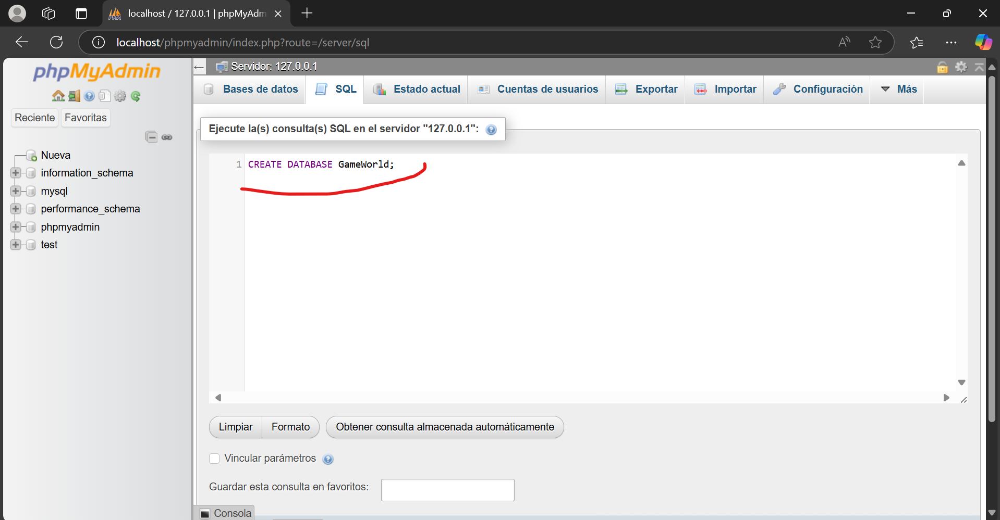 localhost / 127.0.0.1 | phpMyAdm
localhost/phpmyadmin/index.php?route=/server/sql
phpMyAdmin
Reciente
Favoritas
Nueva
information_schema
mysql
performance_schema
phpmyadmin
test
Servidor: 127.0.0.1
Bases de datos
SQL
Estado actual
Cuentas de usuarios
Exportar
Importar
Configuración
Más
Ejecute la(s) consulta(s) SQL en el servidor "127.0.0.1":
1 CREATE DATABASE GameWorld;
Limpiar
Formato
Obtener consulta almacenada automáticamente
Vincular parámetros
Guardar esta consulta en favoritos:
Consola